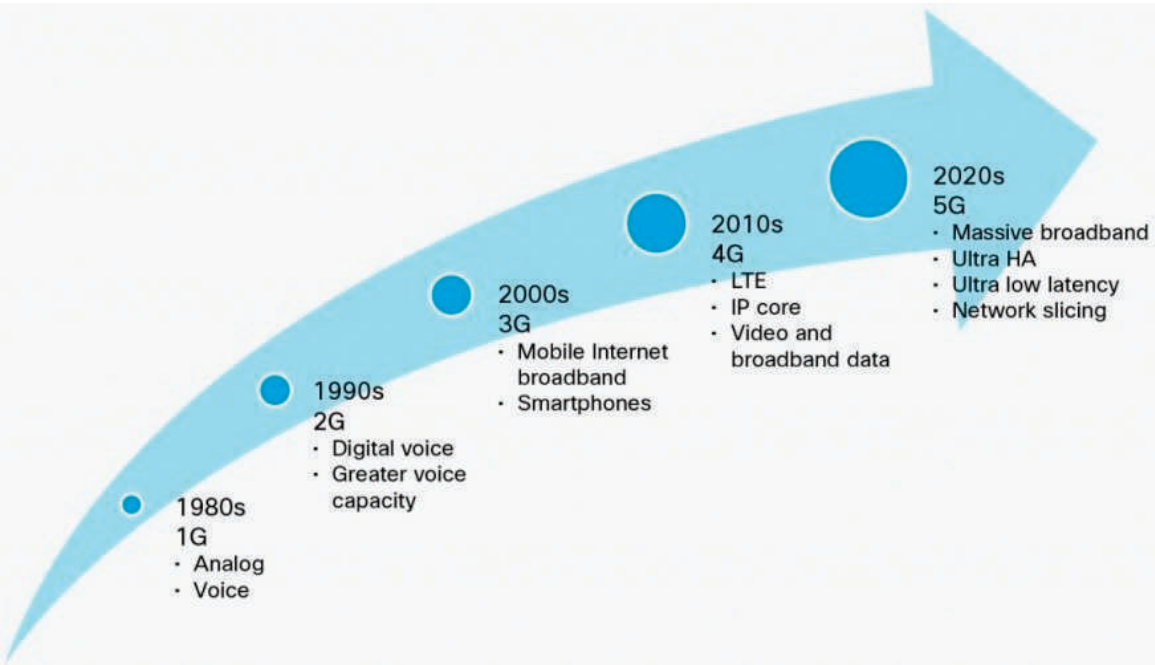 1980s
1G
· Analog
· Voice
1990s
2G
· Digital voice
· Greater voice
capacity
2000s
3G
· Mobile Internet
broadband
· Smartphones
2010s
4G
· LTE
· IP core
· Video and
broadband data
2020s
5G
· Massive broadband
· Ultra HA
· Ultra low latency
· Network slicing